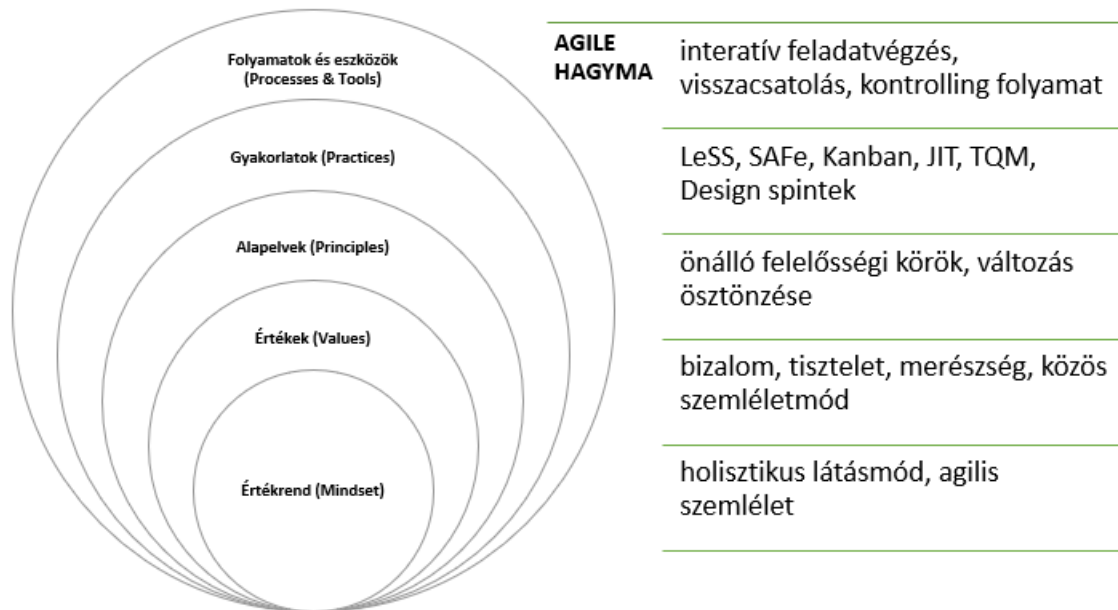 Folyamatok és eszközök
(Processes & Tools)
Gyakorlatok (Practices)
Alapelvek (Principles)
Értékek (Values)
Értékrend (Mindset)
AGILE
HAGYMA
interatív feladatvégzés,
visszacsatolás, kontrolling folyamat
LeSS, SAFe, Kanban, JIT, TQM,
Design spintek
önálló felelősségi körök, változás
ösztönzése
bizalom, tisztelet, merészség, közös
szemléletmód
holisztikus látásmód, agilis
szemlélet